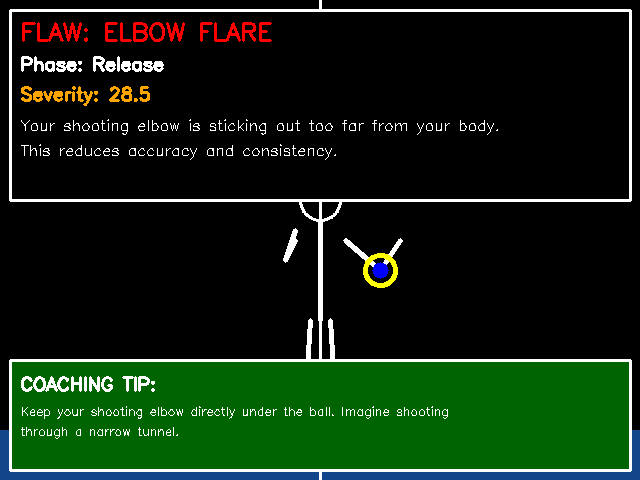 FLAW: ELBOW FLARE
Phase: Release
Severity: 28.5
Your shooting elbow is sticking out too far from your body.
This reduces accuracy and consistency.
COACHING TIP:
Keep your shooting elbow directly under the ball. Imagine shooting
through a narrow tunnel.